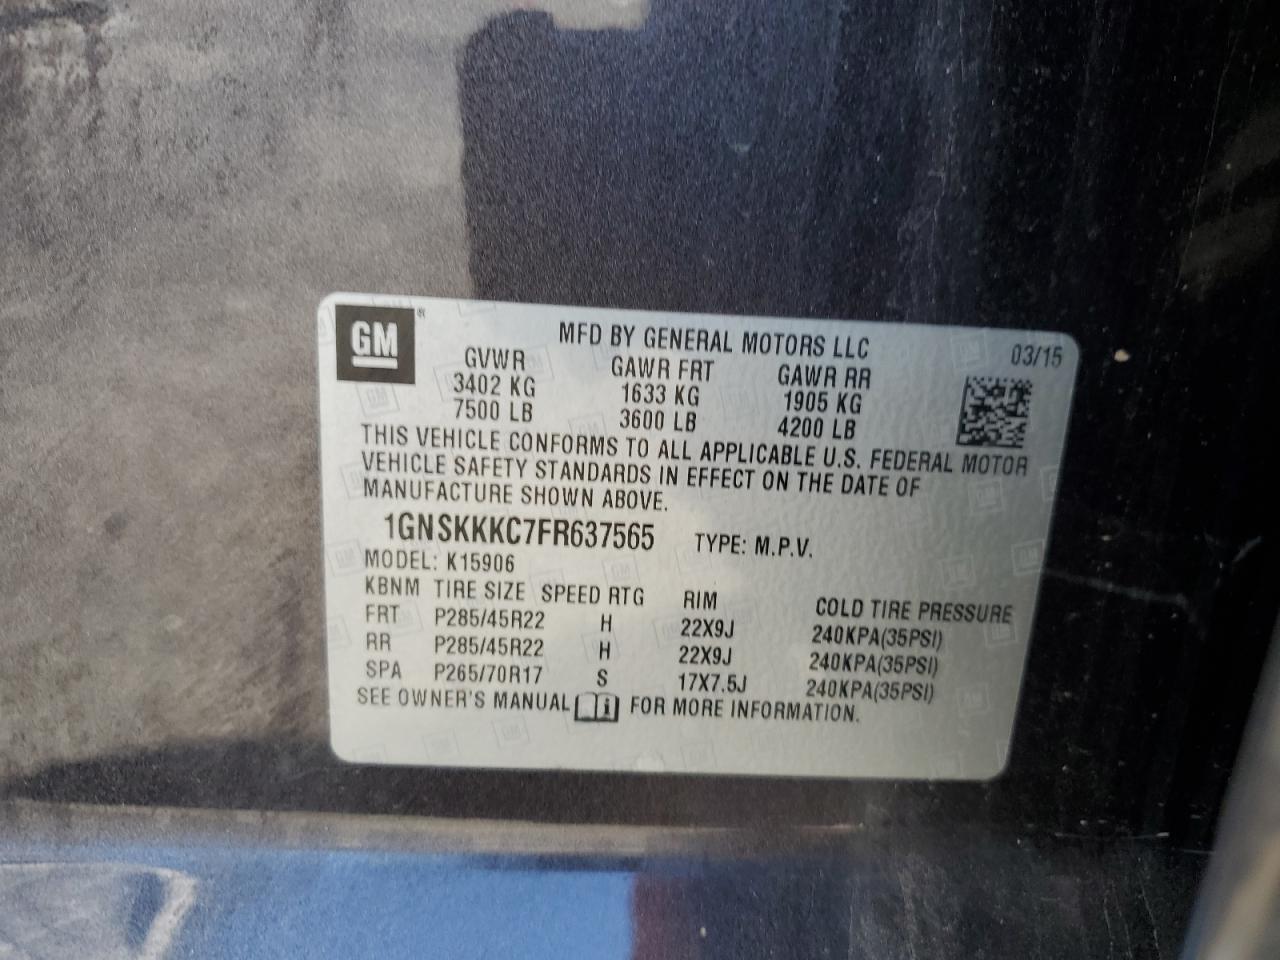 GM ®
MFD BY GENERAL MOTORS LLC 03/15
GVWR GAWR FRT GAWR RR
3402 KG 1633 KG 1905 KG
7500 LB 3600 LB 4200 LB
THIS VEHICLE CONFORMS TO ALL APPLICABLE U.S. FEDERAL MOTOR
VEHICLE SAFETY STANDARDS IN EFFECT ON THE DATE OF
MANUFACTURE SHOWN ABOVE.
1GNSKKKC7FR637565 TYPE: M.P.V.
MODEL: K15906
KBNM TIRE SIZE SPEED RTG RIM COLD TIRE PRESSURE
FRT P285/45R22 H 22X9J 240KPA(35PSI)
RR P285/45R22 H 22X9J 240KPA(35PSI)
SPA P265/70R17 S 17X7.5J 240KPA(35PSI)
SEE OWNER'S MANUAL FOR MORE INFORMATION.